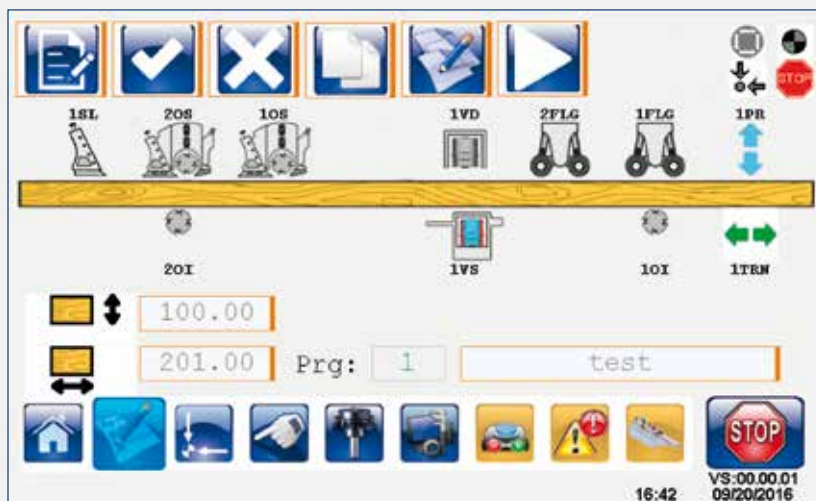 STOP
1SL 2OS 1OS 1VD 2FLG 1FLG 1PR
2OI 1VS 1OI 1TRN
100.00
201.00 Prg: 1 test
STOP
VS:00.00.01
16:42 09/20/2016